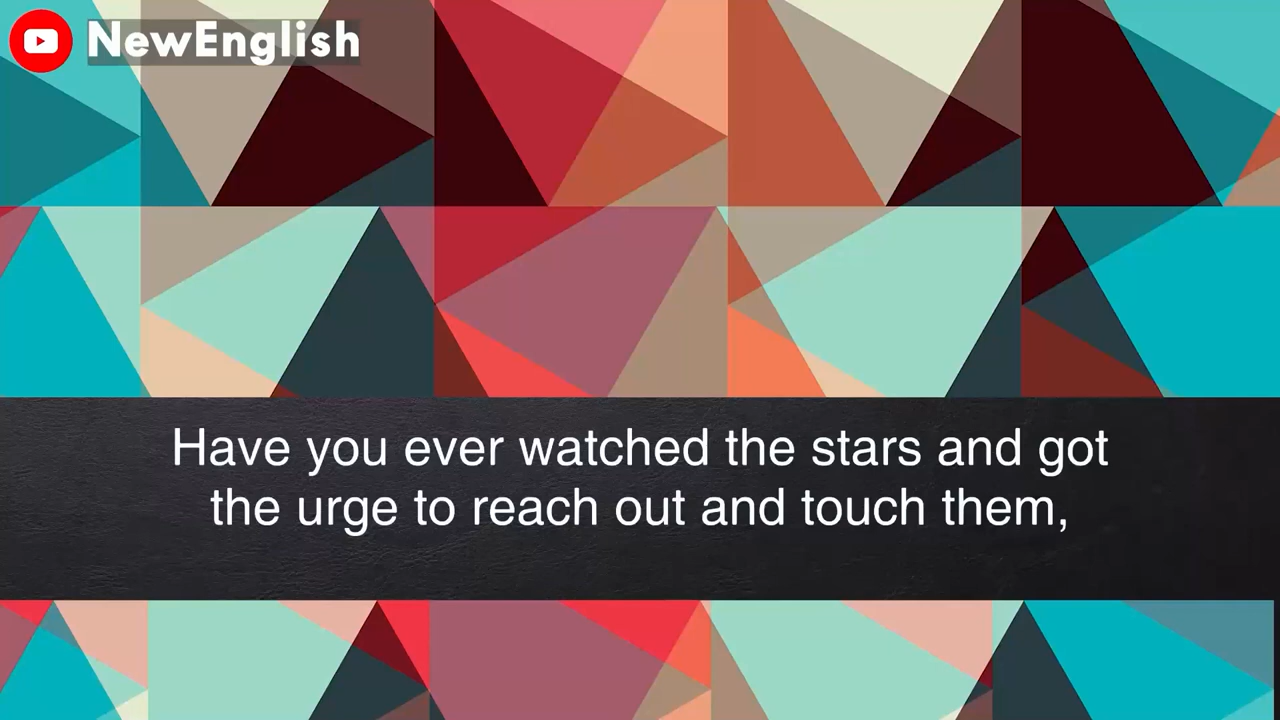 NewEnglish
Have you ever watched the stars and got
the urge to reach out and touch them,